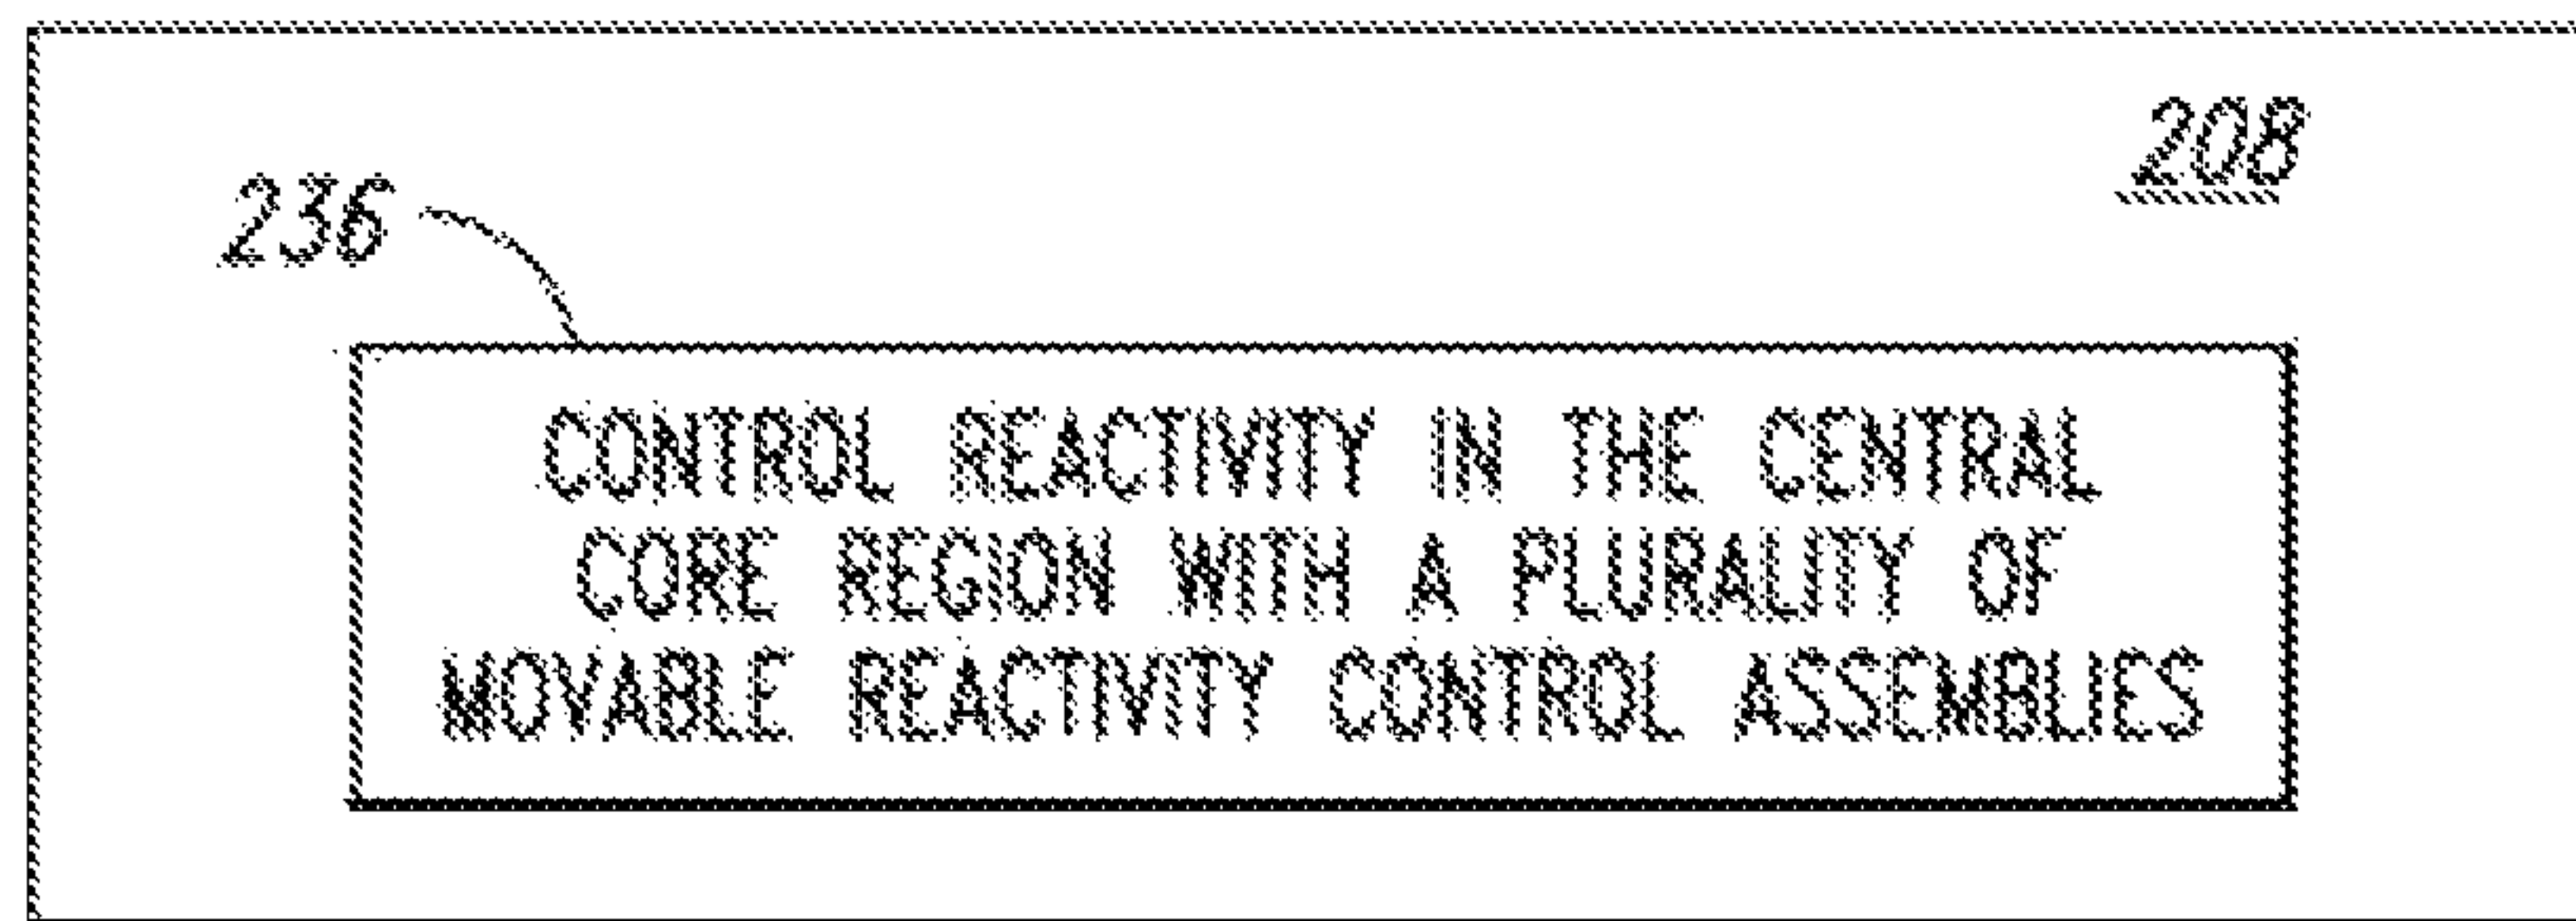 208
236
CONTROL REACTIVITY IN THE CENTRAL
CORE REGION WITH A PLURALITY OF
MOVABLE REACTIVITY CONTROL ASSEMBLIES